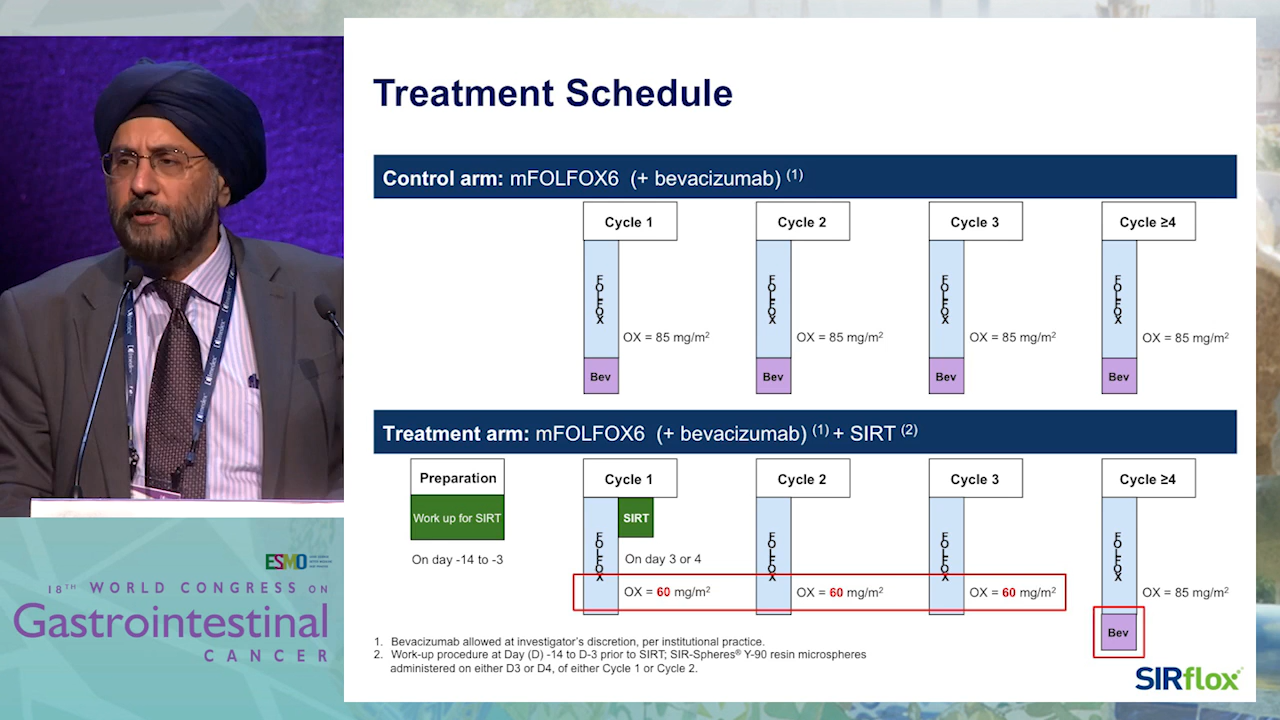 Treatment Schedule
Control arm: mFOLFOX6 (+ bevacizumab) (1)
Cycle 1
Cycle 2
Cycle 3
Cycle ≥4
FOLFOX
FOLFOX
FOLFOX
FOLFOX
OX = 85 mg/m2
OX = 85 mg/m2
OX = 85 mg/m2
OX = 85 mg/m2
Bev
Bev
Bev
Bev
Treatment arm: mFOLFOX6 (+ bevacizumab) (1) + SIRT (2)
Preparation
Cycle 1
Cycle 2
Cycle 3
Cycle ≥4
Work up for SIRT
FOLFOX
SIRT
FOLFOX
FOLFOX
FOLFOX
On day -14 to -3
On day 3 or 4
OX = 60 mg/m2
OX = 60 mg/m2
OX = 60 mg/m2
OX = 85 mg/m2
Bev
1. Bevacizumab allowed at investigator's discretion, per institutional practice.
2. Work-up procedure at Day (D) -14 to D-3 prior to SIRT; SIR-Spheres® Y-90 resin microspheres
administered on either D3 or D4, of either Cycle 1 or Cycle 2.
SIRflox
ESMO
18TH WORLD CONGRESS ON
Gastrointestinal
CANCER